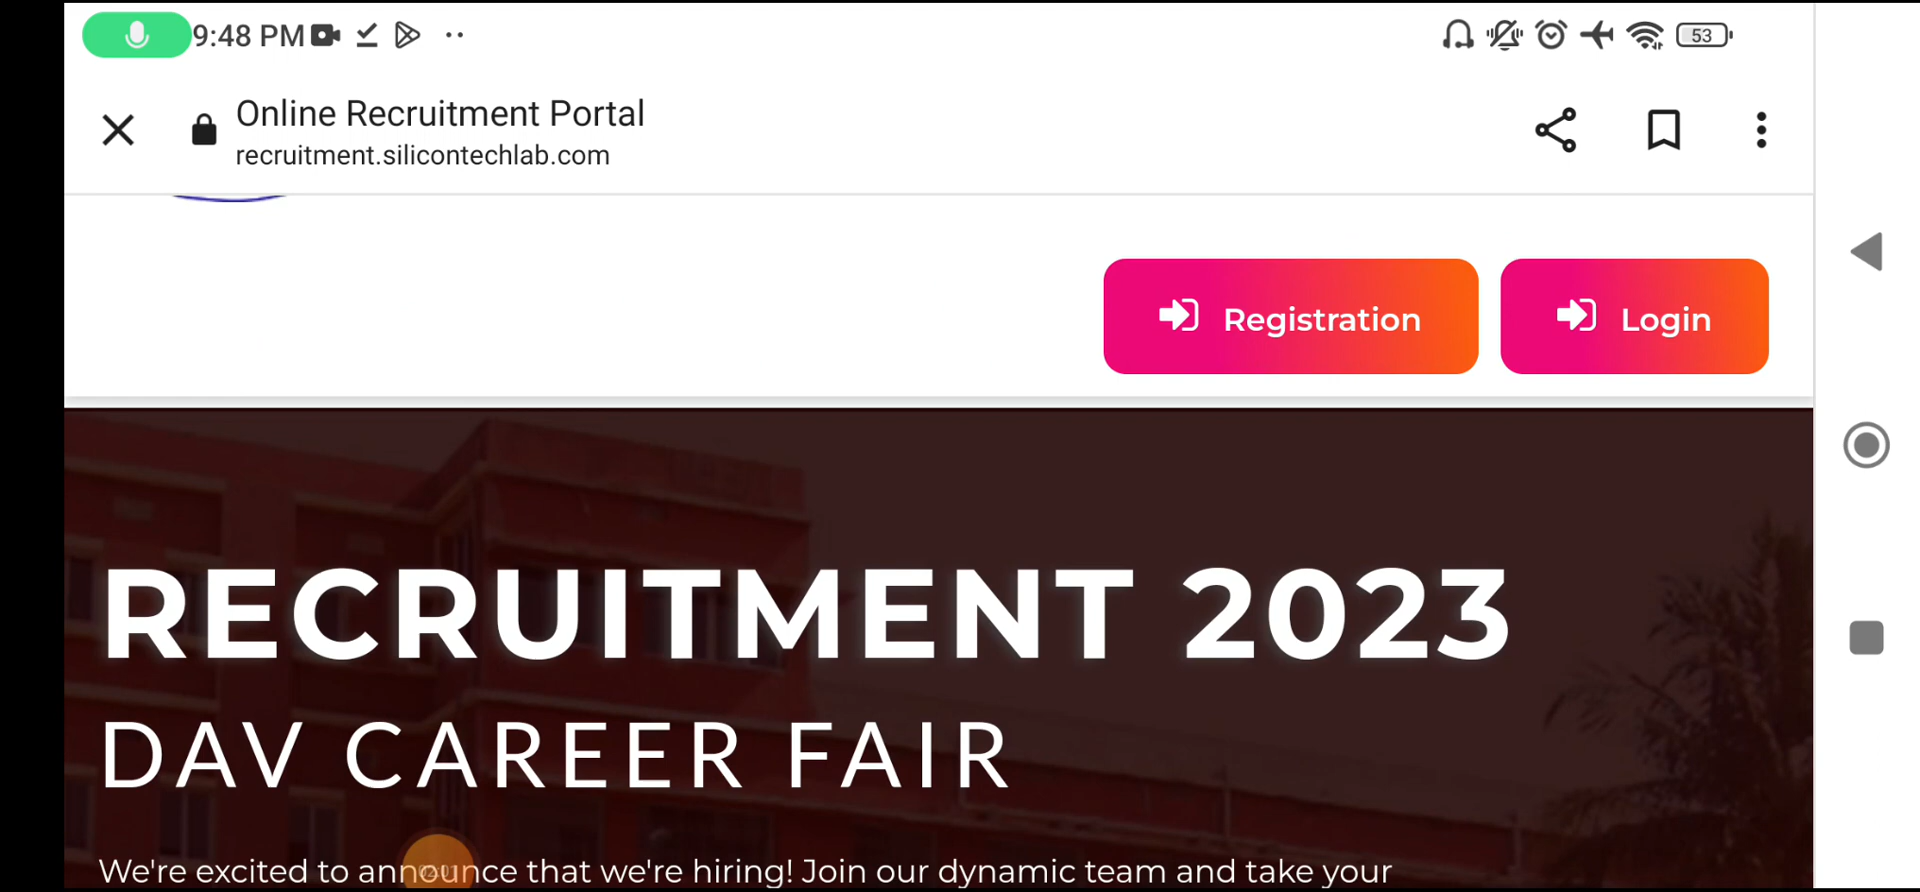 9:48 PM
53
Online Recruitment Portal
recruitment.silicontechlab.com
Registration
Login
RECRUITMENT 2023
DAV CAREER FAIR
We're excited to announce that we're hiring! Join our dynamic team and take your